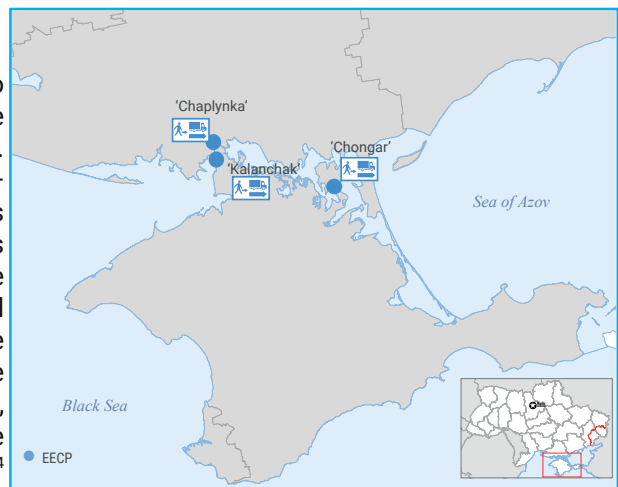 ‘Chaplynka’
‘Chongar’
‘Kalanchak’
Sea of Azov
Black Sea
EECP